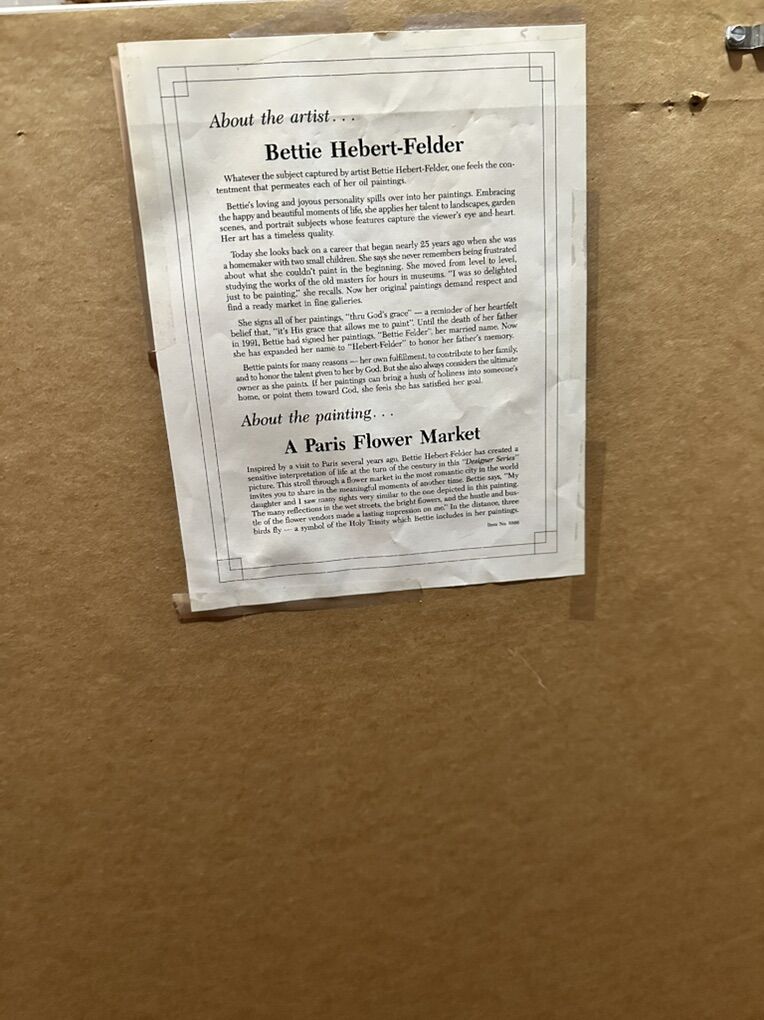 About the artist . . .
Bettie Hebert-Felder
Whatever the subject captured by artist Bettie Hebert-Felder, one feels the con-
tentment that permeates each of her oil paintings.
Bettie's loving and joyous personality spills over into her paintings. Embracing
the happy and beautiful moments of life, she applies her talent to landscapes, garden
scenes, and portrait subjects whose features capture the viewer's eye and heart.
Her art has a timeless quality.
Today she looks back on a career that began nearly 25 years ago when she was
a homemaker with two small children. She says she never remembers being frustrated
about what she couldn't paint in the beginning. She moved from level to level,
studying the works of the old masters for hours in museums. "I was so delighted
just to be painting," she recalls. Now her original paintings demand respect and
find a ready market in fine galleries.
She signs all of her paintings, "thru God's grace" — a reminder of her heartfelt
belief that, "it's His grace that allows me to paint". Until the death of her father
in 1991, Bettie had signed her paintings, "Bettie Felder", her married name. Now
she has expanded her name to "Hebert-Felder" to honor her father's memory.
Bettie paints for many reasons — her own fulfillment, to contribute to her family,
and to honor the talent given to her by God. But she also always considers the ultimate
owner as she paints. If her paintings can bring a hush of holiness into someone's
home, or point them toward God, she feels she has satisfied her goal.
About the painting. . .
A Paris Flower Market
Inspired by a visit to Paris several years ago, Bettie Hebert-Felder has created a
sensitive interpretation of life at the turn of the century in this "Designer Series"
picture. This stroll through a flower market in the most romantic city in the world
invites you to share in the meaningful moments of another time. Bettie says, "My
daughter and I saw many sights very similar to the one depicted in this painting.
The many reflections in the wet streets, the bright flowers, and the hustle and bus-
tle of the flower vendors made a lasting impression on me." In the distance, three
birds fly — a symbol of the Holy Trinity which Bettie includes in her paintings.
Item No.